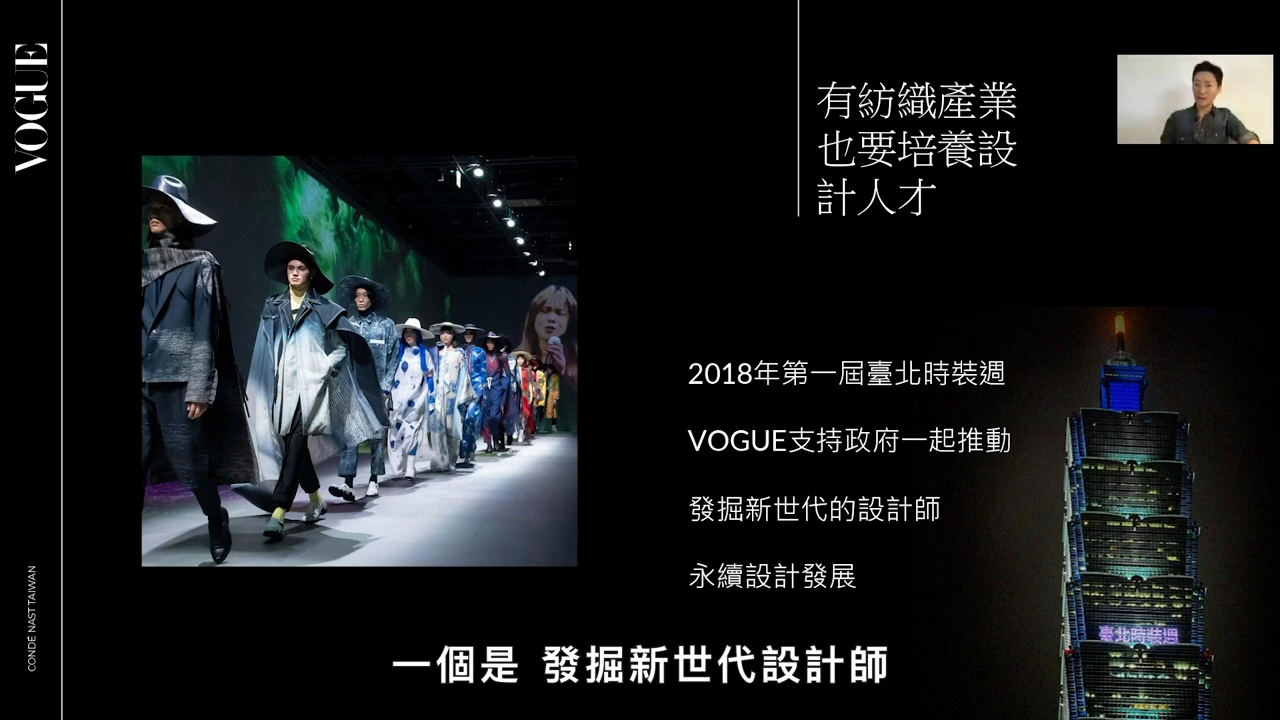 VOGUE
CONDÉ NAST TAIWAN
有紡織產業
也要培養設
計人才
2018年第一屆臺北時裝週
VOGUE支持政府一起推動
發掘新世代的設計師
永續設計發展
臺北時裝週
一個是 發掘新世代設計師